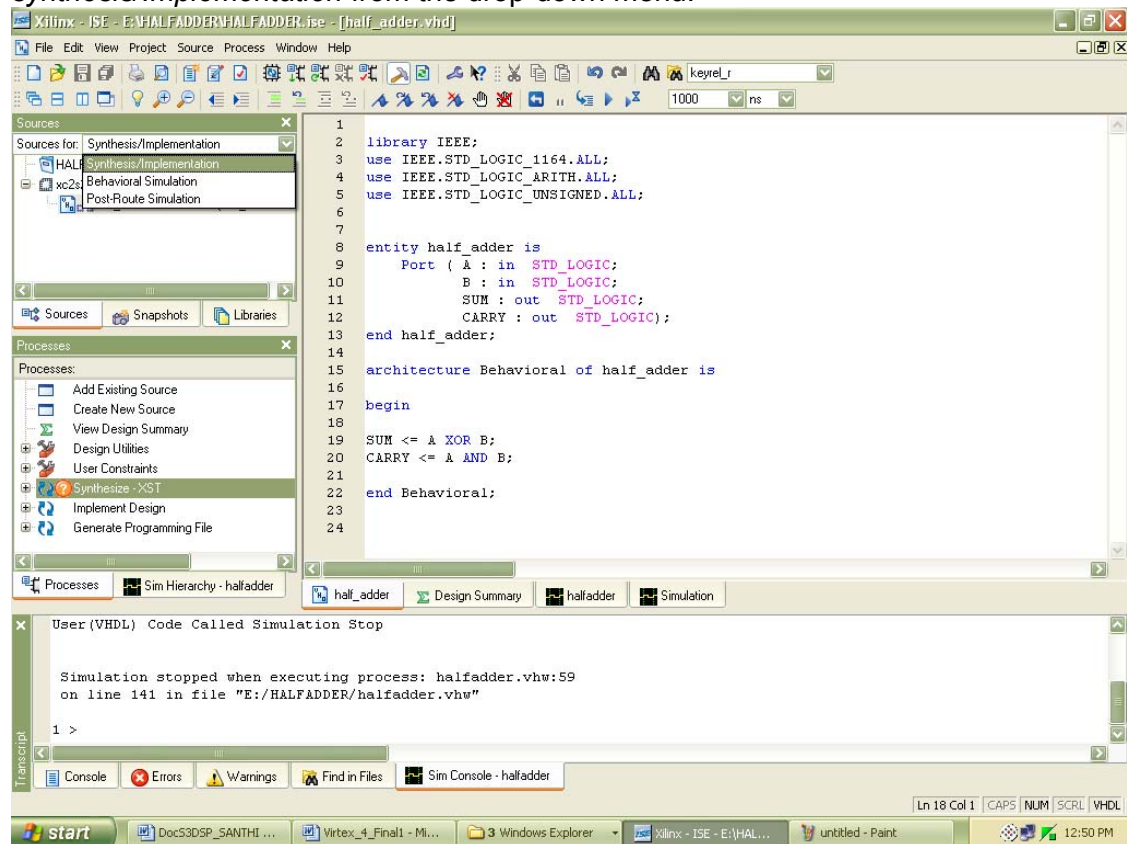 Synthesis/Implementation from the drop-down menu.
Xilinx - ISE - E:\HALFADDER\HALFADDER.ise - [half_adder.vhd]
File Edit View Project Source Process Window Help
keyrel_r
1000 ns
Sources
Sources for: Synthesis/Implementation
Synthesis/Implementation
Behavioral Simulation
Post-Route Simulation
HALF
xc2s
Sources Snapshots Libraries
Processes
Processes:
Add Existing Source
Create New Source
View Design Summary
Design Utilities
User Constraints
Synthesize - XST
Implement Design
Generate Programming File
Processes Sim Hierarchy - halfadder
1
2 library IEEE;
3 use IEEE.STD_LOGIC_1164.ALL;
4 use IEEE.STD_LOGIC_ARITH.ALL;
5 use IEEE.STD_LOGIC_UNSIGNED.ALL;
6
7
8 entity half_adder is
9 Port ( A : in STD_LOGIC;
10 B : in STD_LOGIC;
11 SUM : out STD_LOGIC;
12 CARRY : out STD_LOGIC);
13 end half_adder;
14
15 architecture Behavioral of half_adder is
16
17 begin
18
19 SUM <= A XOR B;
20 CARRY <= A AND B;
21
22 end Behavioral;
23
24
half_adder Design Summary halfadder Simulation
User(VHDL) Code Called Simulation Stop
Simulation stopped when executing process: halfadder.vhw:59
on line 141 in file "E:/HALFADDER/halfadder.vhw"
1 >
Transcript
Console Errors Warnings Find in Files Sim Console - halfadder
Ln 18 Col 1 CAPS NUM SCRL VHDL
start DocS3DSP_SANTHI ... Virtex_4_Final1 - Mi... 3 Windows Explorer Xilinx - ISE - E:\HAL... untitled - Paint 12:50 PM